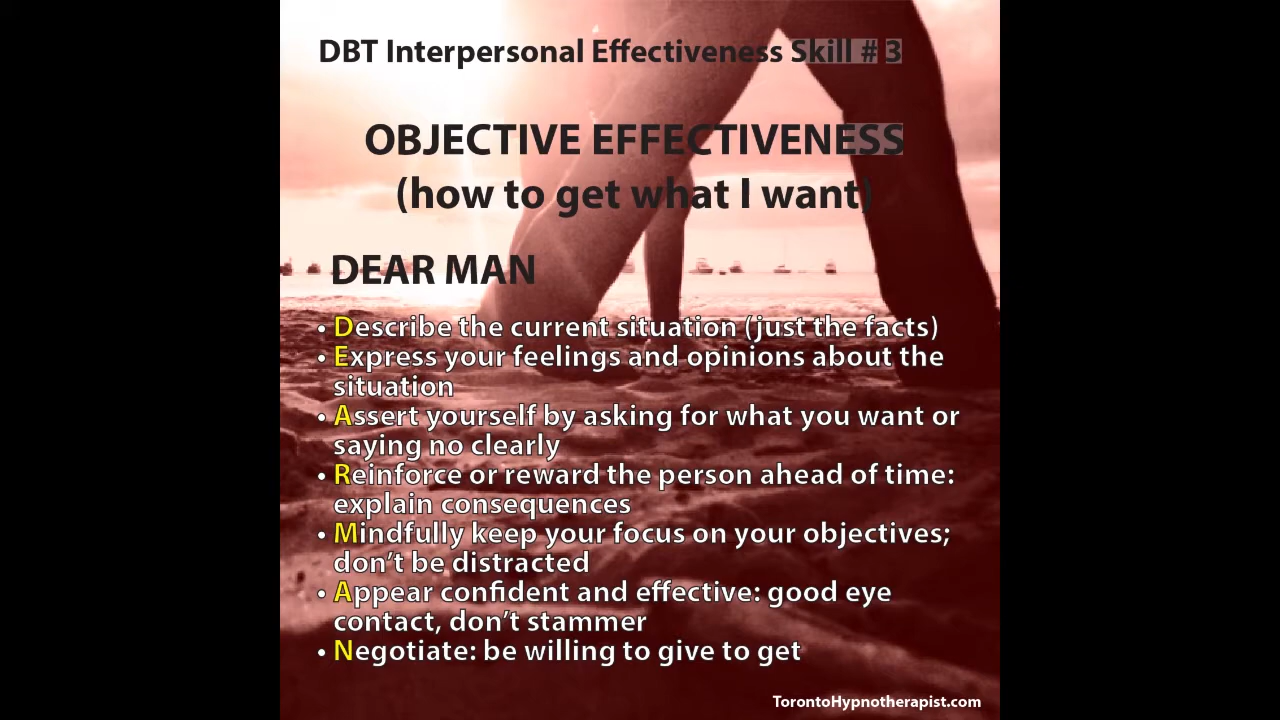 DBT Interpersonal Effectiveness Skill # 3
OBJECTIVE EFFECTIVENESS
(how to get what I want)
DEAR MAN
• Describe the current situation (just the facts)
• Express your feelings and opinions about the
situation
• Assert yourself by asking for what you want or
saying no clearly
• Reinforce or reward the person ahead of time:
explain consequences
• Mindfully keep your focus on your objectives;
don’t be distracted
• Appear confident and effective: good eye
contact, don’t stammer
• Negotiate: be willing to give to get
TorontoHypnotherapist.com